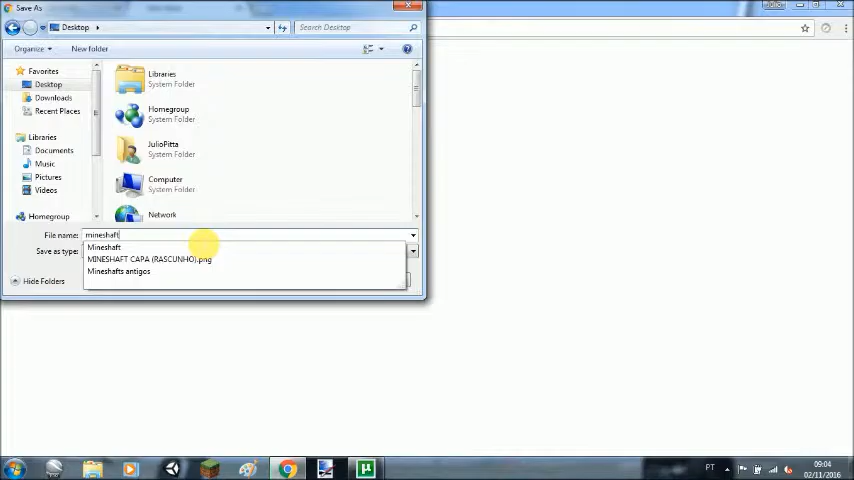 Save As
Julio
Desktop
Search Desktop
Organize
New folder
Favorites
Desktop
Downloads
Recent Places
Libraries
Documents
Music
Pictures
Videos
Homegroup
Libraries
System Folder
Homegroup
System Folder
JulioPitta
System Folder
Computer
System Folder
Network
File name:
mineshaft
Save as type
Mineshaft
MINESHAFT CAPA (RASCUNHO).png
Mineshafts antigos
Hide Folders
PT
09:04
02/11/2016